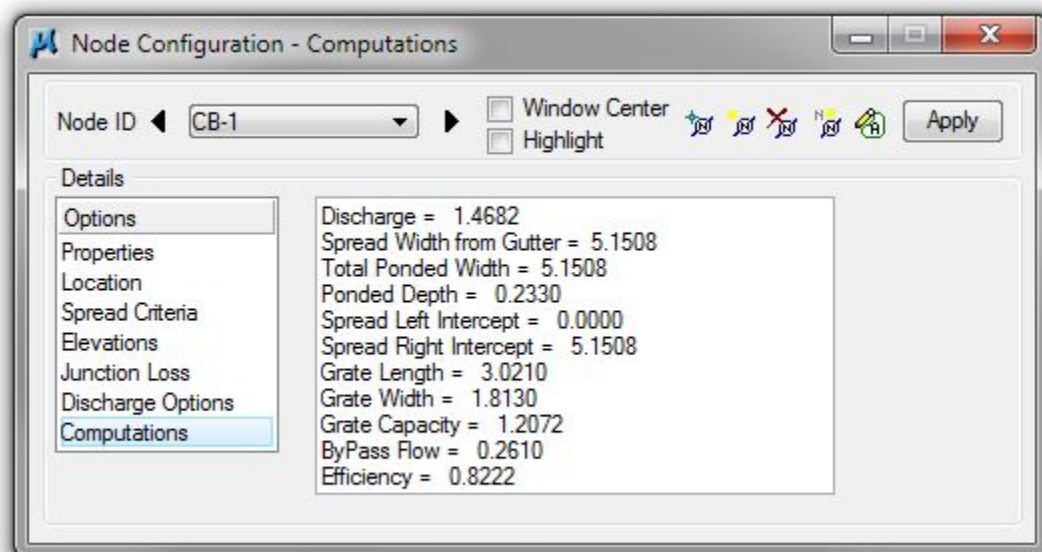 Node Configuration - Computations
Node ID CB-1 Window Center Apply
Highlight
Details
Options
Properties
Location
Spread Criteria
Elevations
Junction Loss
Discharge Options
Computations
Discharge = 1.4682
Spread Width from Gutter = 5.1508
Total Ponded Width = 5.1508
Ponded Depth = 0.2330
Spread Left Intercept = 0.0000
Spread Right Intercept = 5.1508
Grate Length = 3.0210
Grate Width = 1.8130
Grate Capacity = 1.2072
ByPass Flow = 0.2610
Efficiency = 0.8222